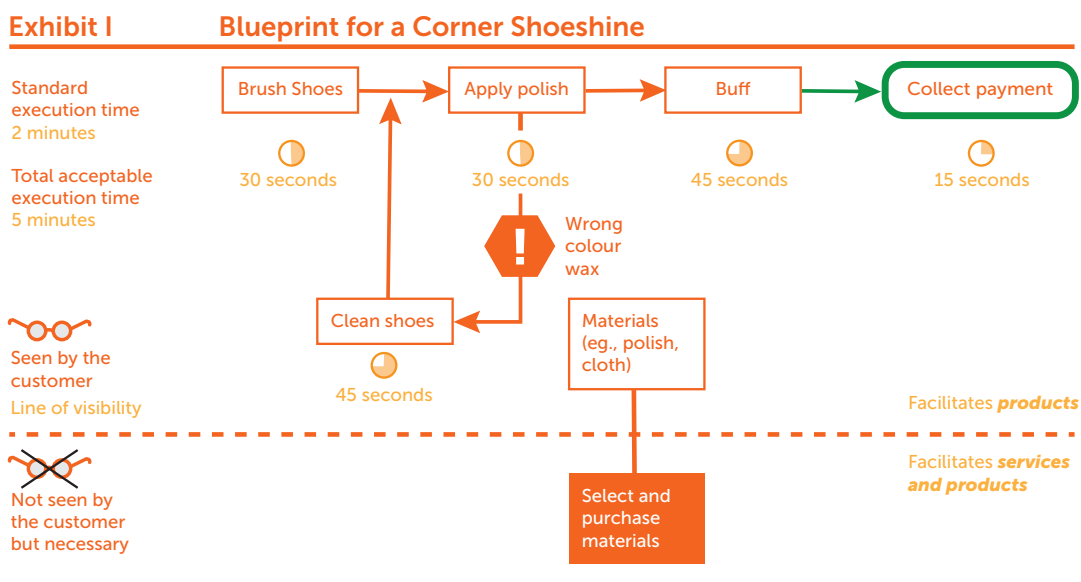 Exhibit I
Blueprint for a Corner Shoeshine
Standard
execution time
2 minutes
Total acceptable
execution time
5 minutes
Brush Shoes
Apply polish
Buff
Collect payment
30 seconds
30 seconds
45 seconds
15 seconds
!
Wrong
colour
wax
Clean shoes
45 seconds
Materials
(eg., polish,
cloth)
Seen by the
customer
Line of visibility
Facilitates products
Not seen by
the customer
but necessary
Select and
purchase
materials
Facilitates services
and products